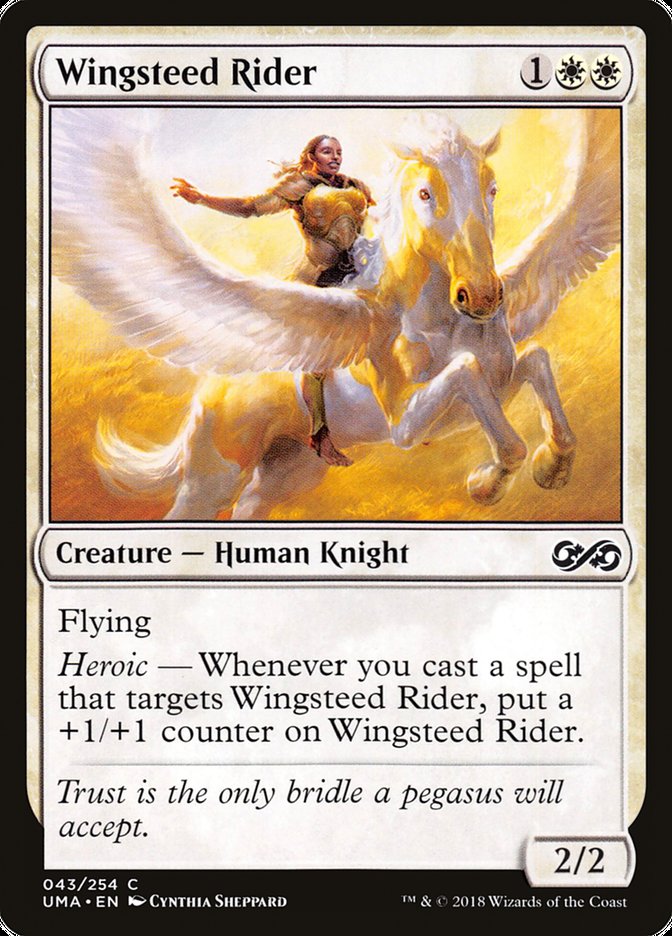 Wingsteed Rider 1
Creature — Human Knight
Flying
Heroic — Whenever you cast a spell
that targets Wingsteed Rider, put a
+1/+1 counter on Wingsteed Rider.
Trust is the only bridle a pegasus will
accept.
2/2
043/254 C
UMA • EN Cynthia Sheppard
™ & © 2018 Wizards of the Coast